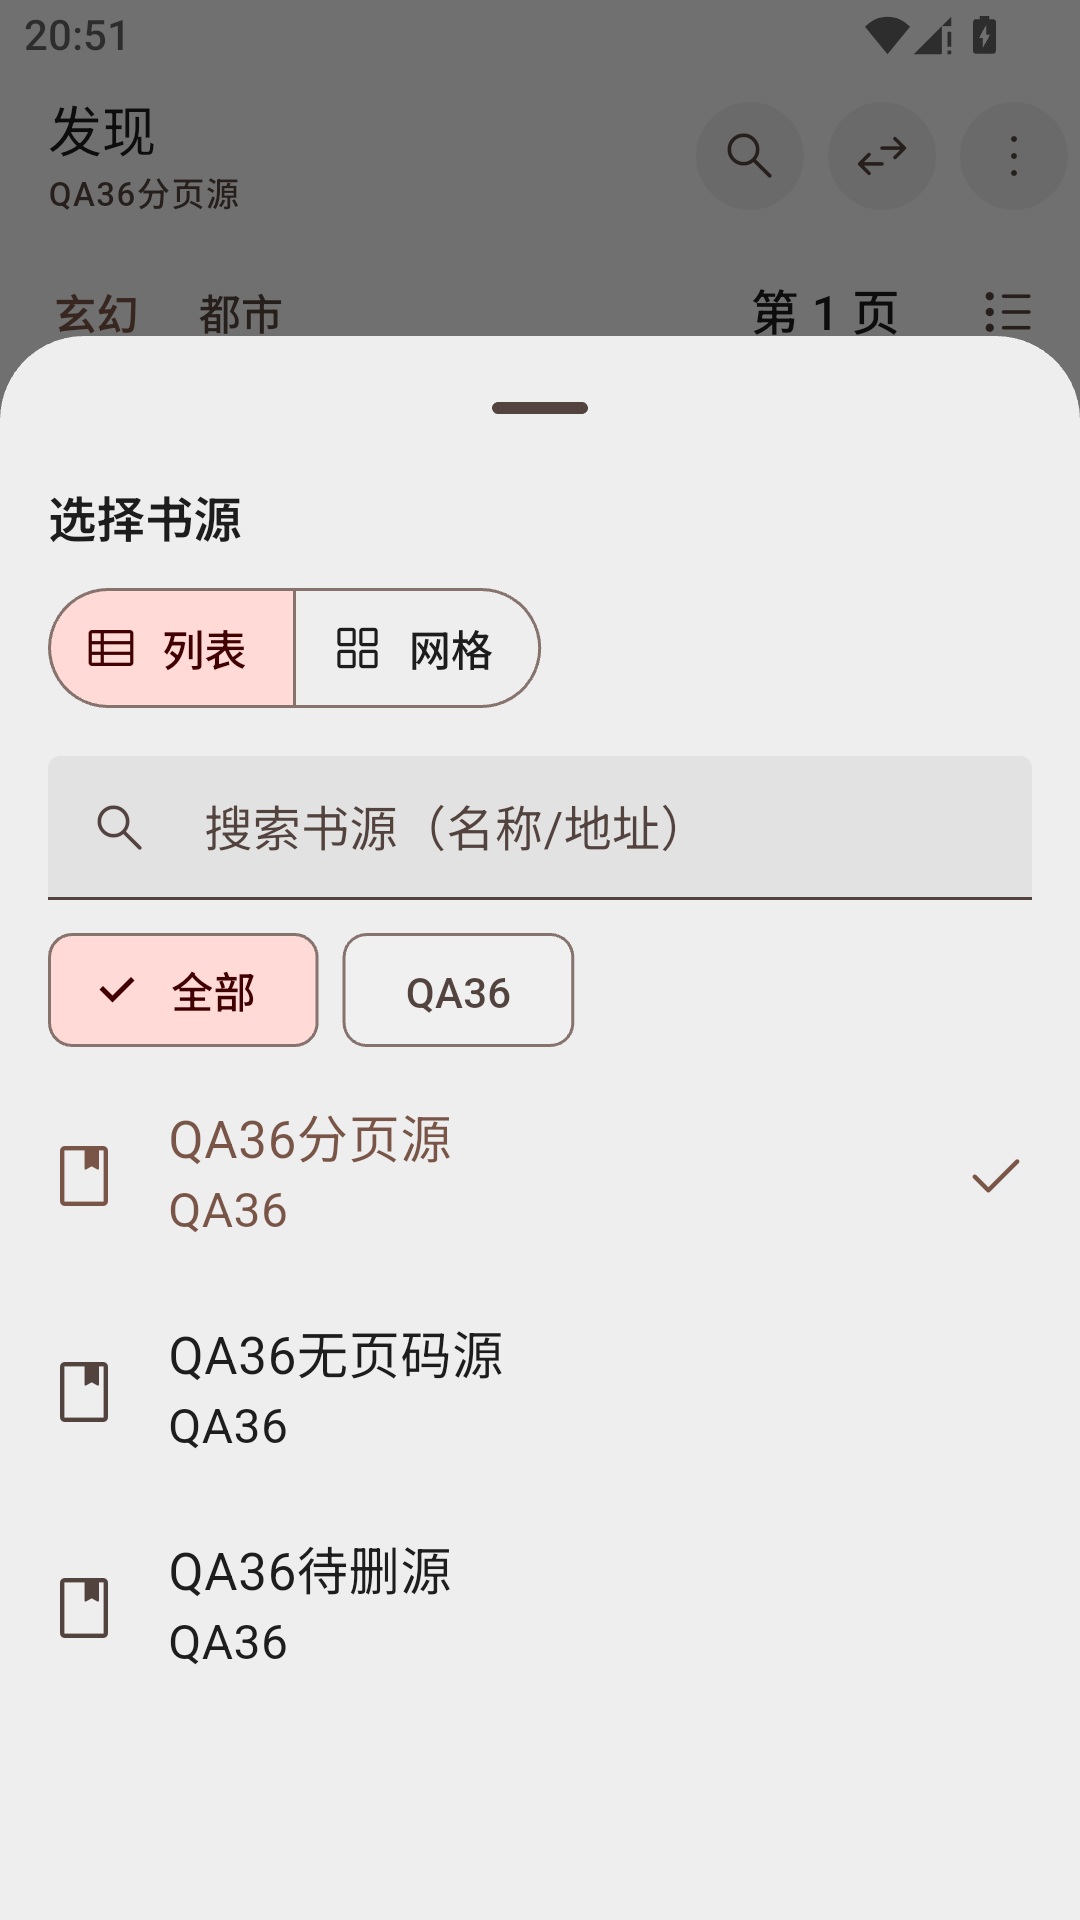 20:51
发现
QA36分页源
玄幻 都市 第 1 页
选择书源
列表 网格
搜索书源（名称/地址）
全部 QA36
QA36分页源
QA36
QA36无页码源
QA36
QA36待删源
QA36